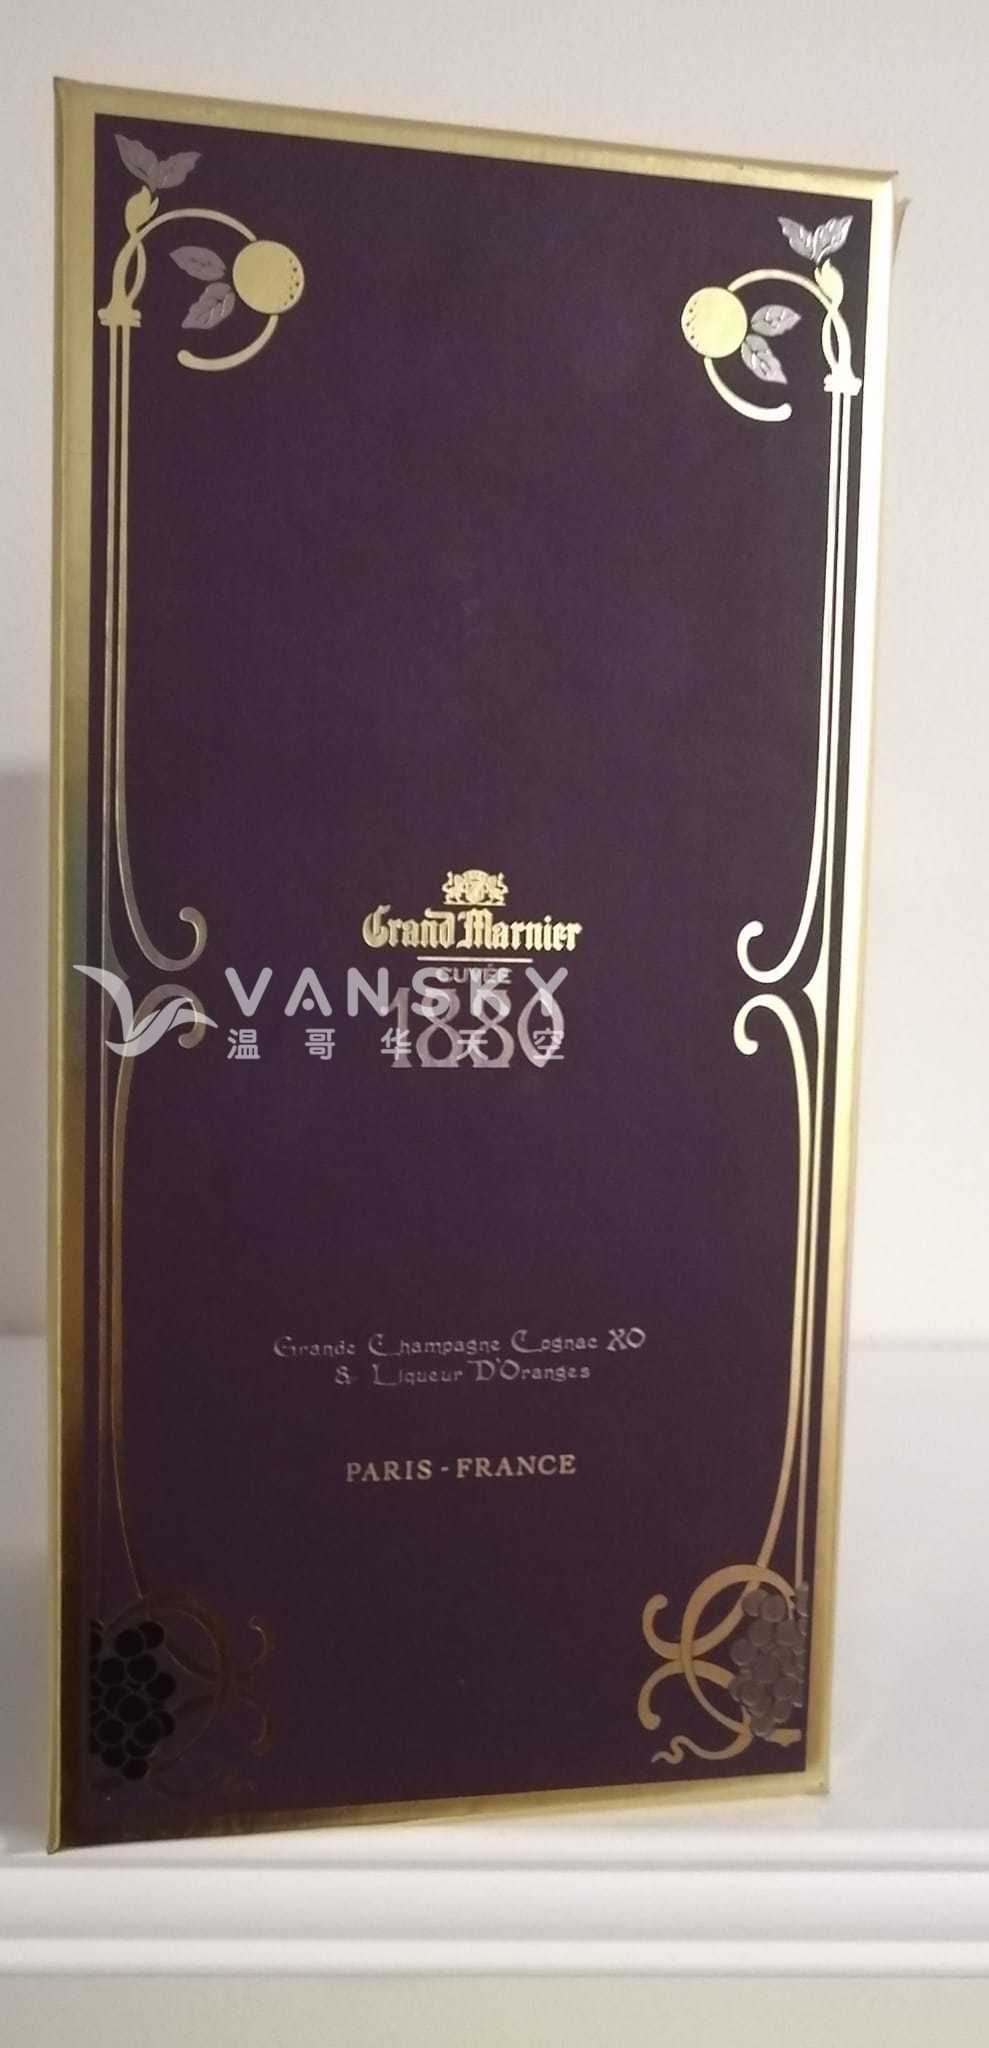 Grand Marnier
CUVÉE
1880
VANSKY
温哥华天空
Grande Champagne Cognac XO
& Liqueur D'Oranges
PARIS - FRANCE